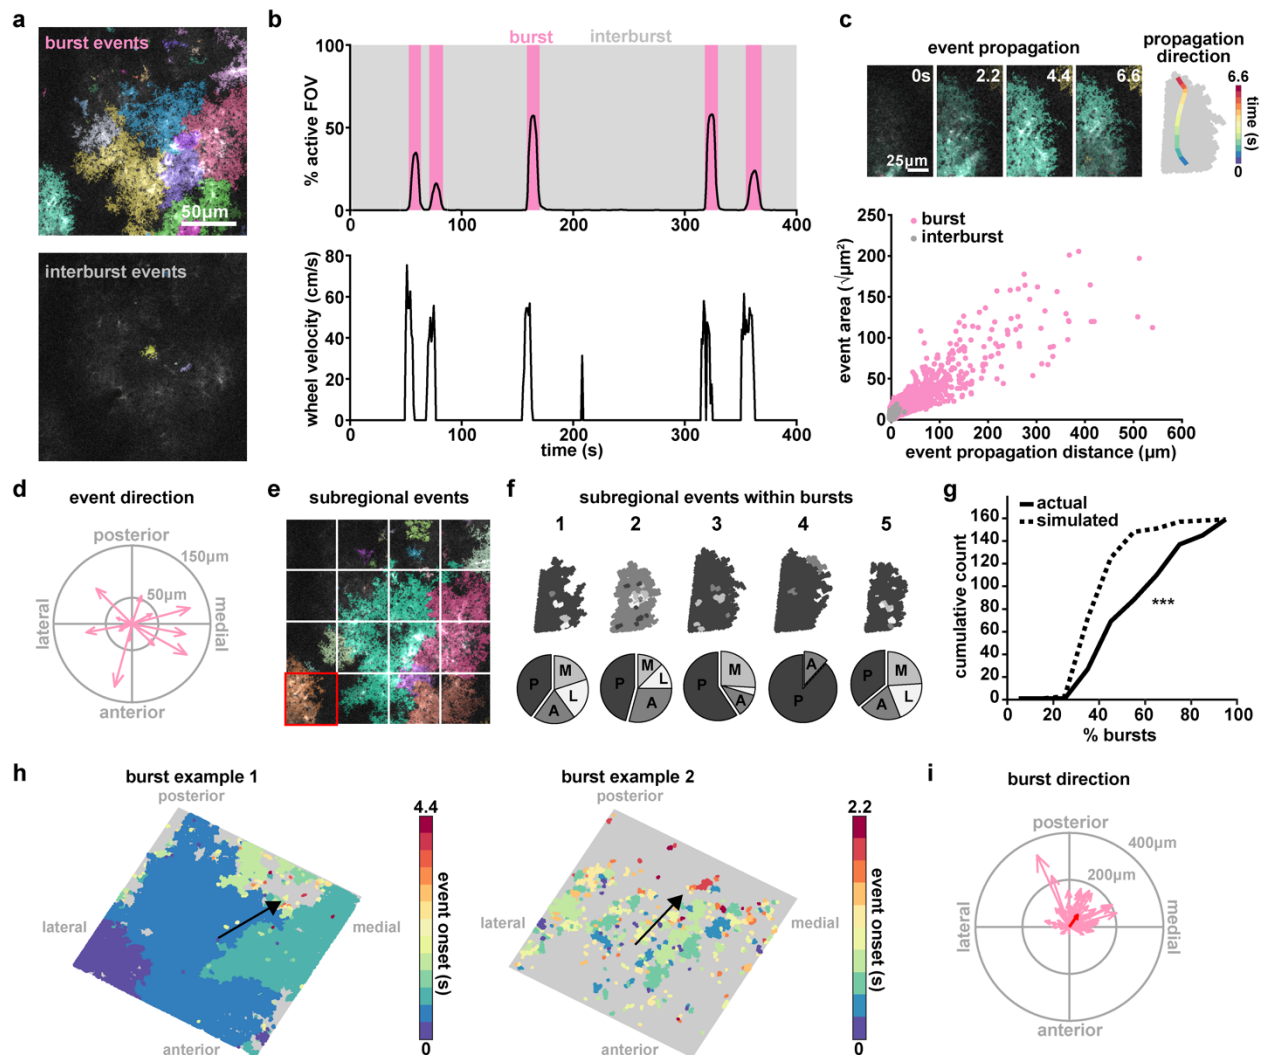 a
burst events
50µm
interburst events
b
burst
interburst
100
50
0
% active FOV
0
100
200
300
400
80
60
40
20
0
wheel velocity (cm/s)
0
100
200
300
400
time (s)
c
event propagation
propagation
direction
0s
2.2
4.4
6.6
25µm
6.6
time (s)
0
250
200
150
100
50
0
event area (√µm²)
burst
interburst
0
100
200
300
400
500
600
event propagation distance (µm)
d
event direction
posterior
150µm
50µm
lateral
medial
anterior
e
subregional events
f
subregional events within bursts
1
2
3
4
5
P
M
L
A
P
M
L
A
P
M
A
P
A
P
M
L
A
g
actual
simulated
160
140
120
100
80
60
40
20
0
cumulative count
***
0
20
40
60
80
100
% bursts
h
burst example 1
posterior
lateral
medial
anterior
4.4
event onset (s)
0
burst example 2
posterior
lateral
medial
anterior
2.2
event onset (s)
0
i
burst direction
posterior
400µm
200µm
lateral
medial
anterior